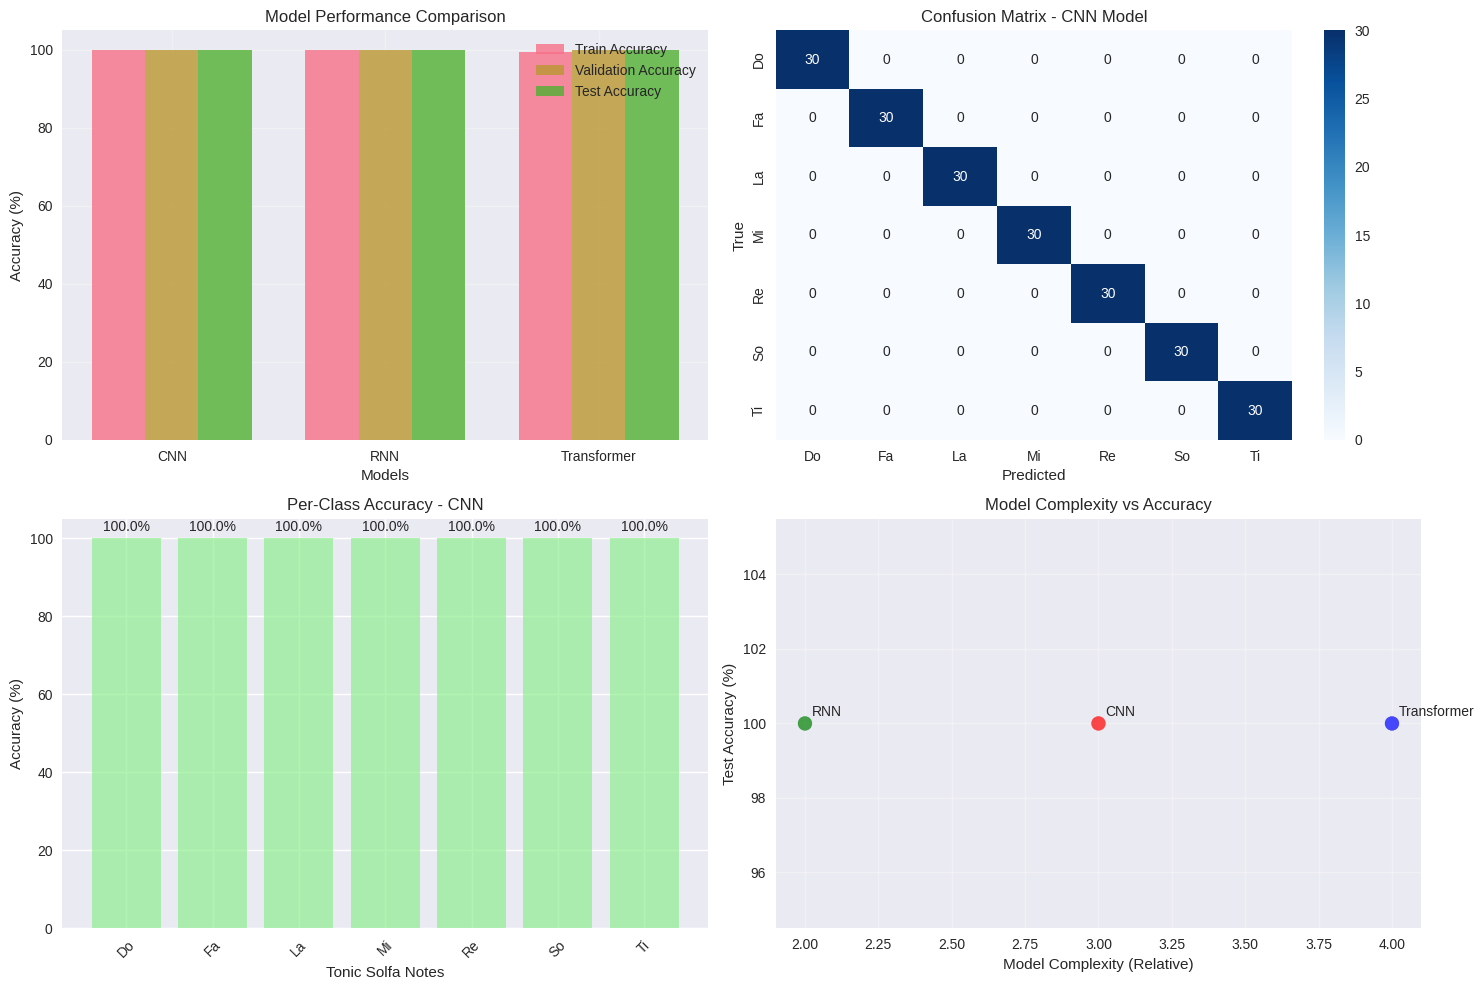 Model Performance Comparison
Accuracy (%)
100
80
60
40
20
0
Train Accuracy
Validation Accuracy
Test Accuracy
CNN RNN Transformer
Models
Confusion Matrix - CNN Model
True
Do 30 0 0 0 0 0 0
Fa 0 30 0 0 0 0 0
La 0 0 30 0 0 0 0
Mi 0 0 0 30 0 0 0
Re 0 0 0 0 30 0 0
So 0 0 0 0 0 30 0
Ti 0 0 0 0 0 0 30
Do Fa La Mi Re So Ti
Predicted
30
25
20
15
10
5
0
Per-Class Accuracy - CNN
Accuracy (%)
100.0% 100.0% 100.0% 100.0% 100.0% 100.0% 100.0%
100
80
60
40
20
0
Do Fa La Mi Re So Ti
Tonic Solfa Notes
Model Complexity vs Accuracy
Test Accuracy (%)
104
102
100
98
96
RNN CNN Transformer
2.00 2.25 2.50 2.75 3.00 3.25 3.50 3.75 4.00
Model Complexity (Relative)